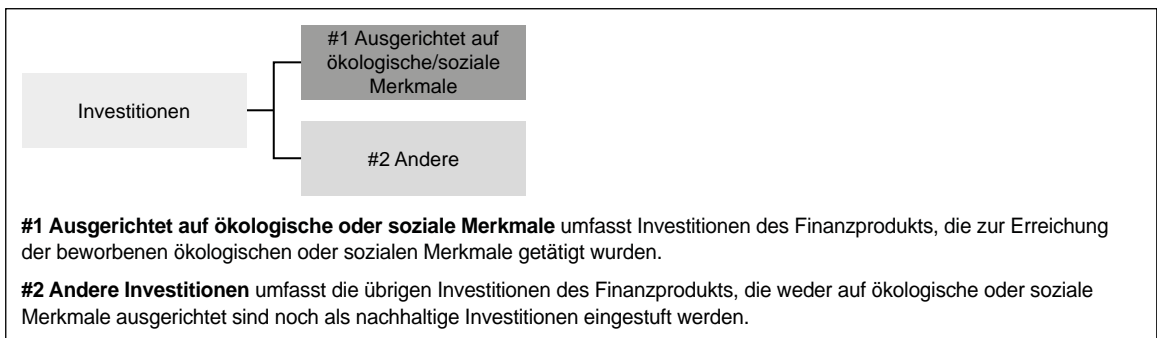 #1 Ausgerichtet auf
ökologische/soziale
Merkmale
Investitionen
#2 Andere
#1 Ausgerichtet auf ökologische oder soziale Merkmale umfasst Investitionen des Finanzprodukts, die zur Erreichung
der beworbenen ökologischen oder sozialen Merkmale getätigt wurden.
#2 Andere Investitionen umfasst die übrigen Investitionen des Finanzprodukts, die weder auf ökologische oder soziale
Merkmale ausgerichtet sind noch als nachhaltige Investitionen eingestuft werden.